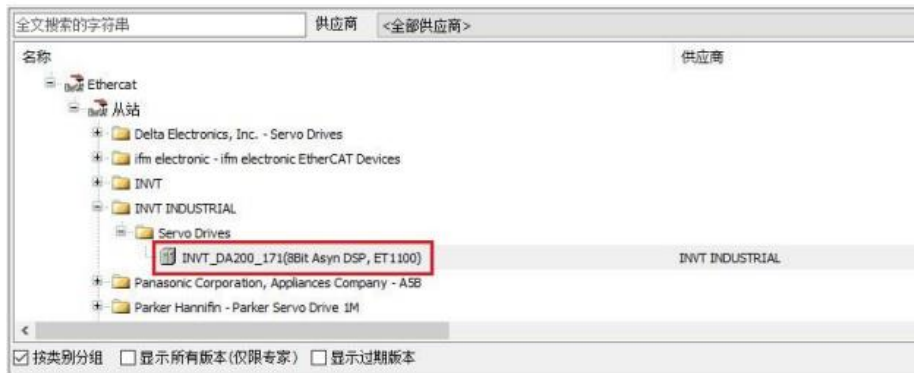 全文搜索的字符串 供应商 <全部供应商>
名称 供应商
Ethercat
从站
Delta Electronics, Inc. - Servo Drives
ifm electronic - ifm electronic EtherCAT Devices
INVT
INVT INDUSTRIAL
Servo Drives
INVT_DA200_171(8Bit Asyn DSP, ET1100) INVT INDUSTRIAL
Panasonic Corporation, Appliances Company - A5B
Parker Hannifin - Parker Servo Drive 1M
按类别分组 显示所有版本(仅限专家) 显示过期版本